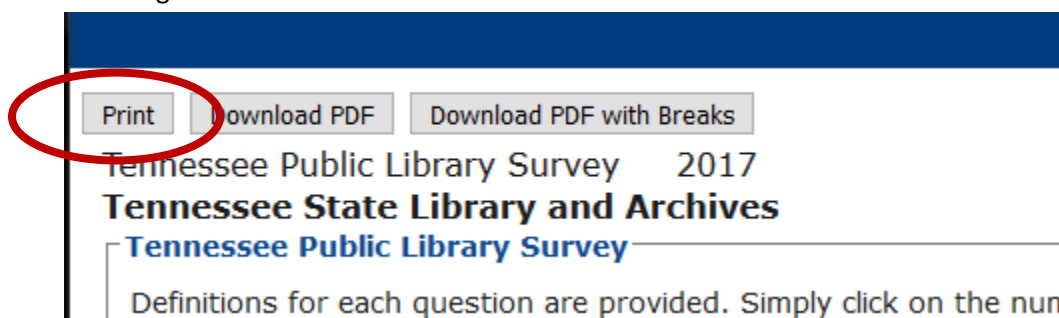 Print Download PDF Download PDF with Breaks
Tennessee Public Library Survey 2017
Tennessee State Library and Archives
Tennessee Public Library Survey
Definitions for each question are provided. Simply click on the